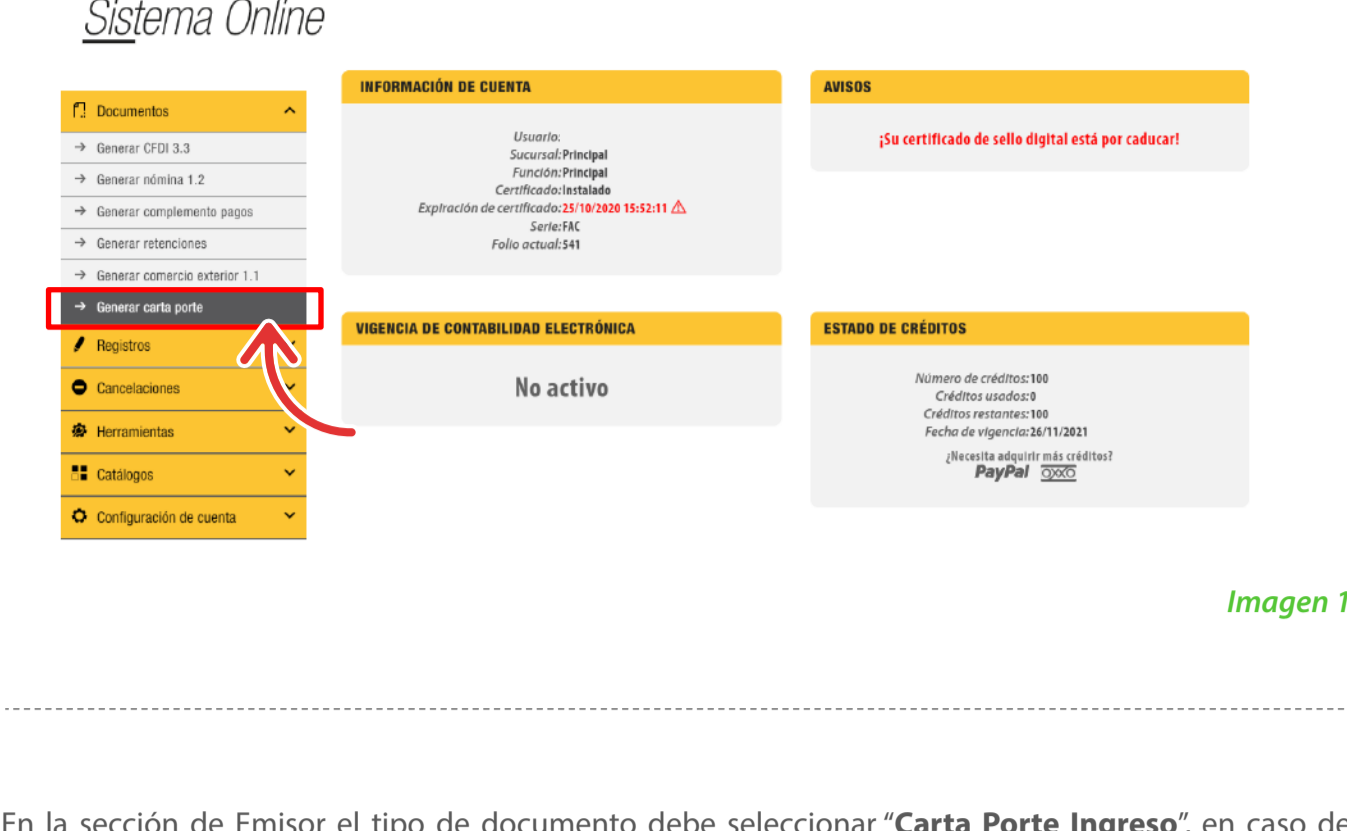 Sistema Online
Documentos
→ Generar CFDI 3.3
→ Generar nómina 1.2
→ Generar complemento pagos
→ Generar retenciones
→ Generar comercio exterior 1.1
→ Generar carta porte
Registros
Cancelaciones
Herramientas
Catálogos
Configuración de cuenta
INFORMACIÓN DE CUENTA
Usuario:
Sucursal: Principal
Función: Principal
Certificado: Instalado
Expiración de certificado: 25/10/2020 15:52:11
Serie: FAC
Folio actual: 541
AVISOS
¡Su certificado de sello digital está por caducar!
VIGENCIA DE CONTABILIDAD ELECTRÓNICA
No activo
ESTADO DE CRÉDITOS
Número de créditos: 100
Créditos usados: 0
Créditos restantes: 100
Fecha de vigencia: 26/11/2021
¿Necesita adquirir más créditos?
PayPal OXXO
Imagen 1
En la sección de Emisor el tipo de documento debe seleccionar “Carta Porte Ingreso”, en caso de